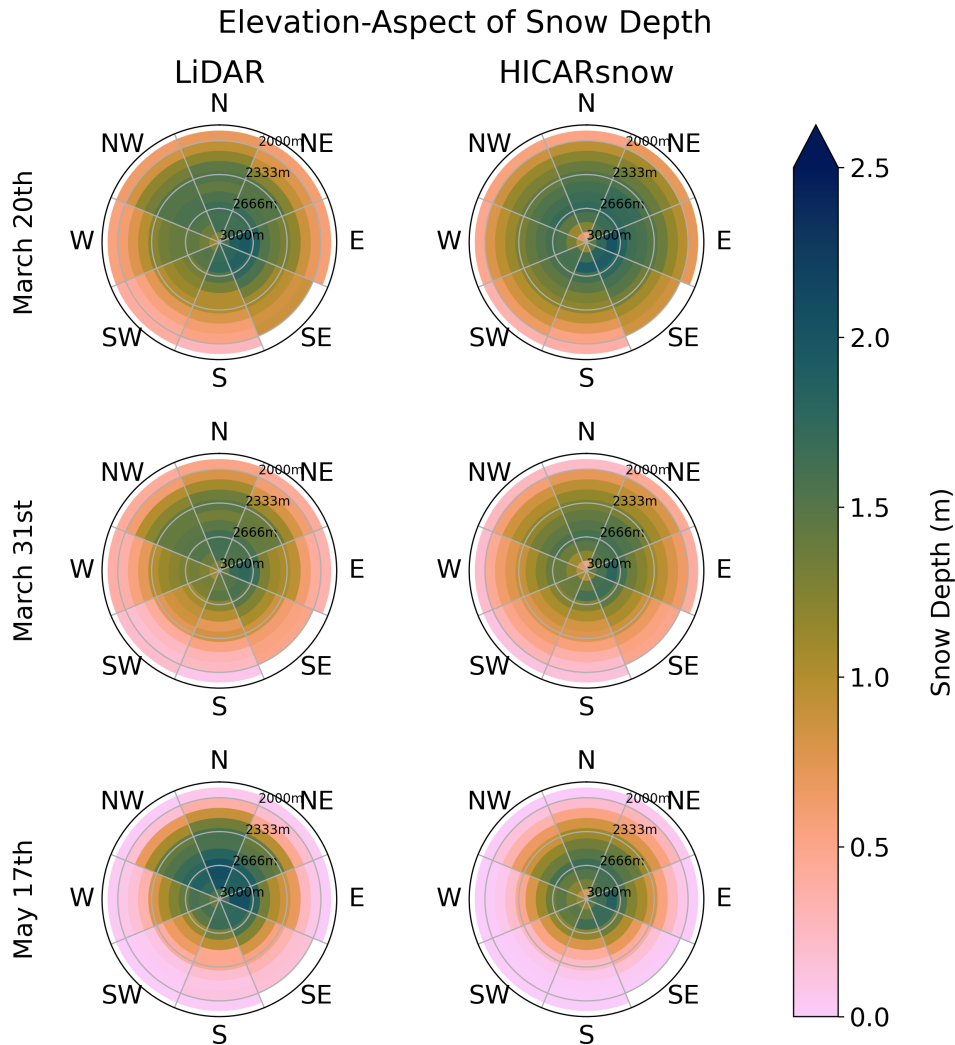 Elevation-Aspect of Snow Depth
LiDAR
HICARsnow
March 20th
N
NE
E
SE
S
SW
W
NW
2000m
2333m
2666m
3000m
N
NE
E
SE
S
SW
W
NW
2000m
2333m
2666m
3000m
March 31st
N
NE
E
SE
S
SW
W
NW
2000m
2333m
2666m
3000m
N
NE
E
SE
S
SW
W
NW
2000m
2333m
2666m
3000m
May 17th
N
NE
E
SE
S
SW
W
NW
2000m
2333m
2666m
3000m
N
NE
E
SE
S
SW
W
NW
2000m
2333m
2666m
3000m
2.5
2.0
1.5
1.0
0.5
0.0
Snow Depth (m)